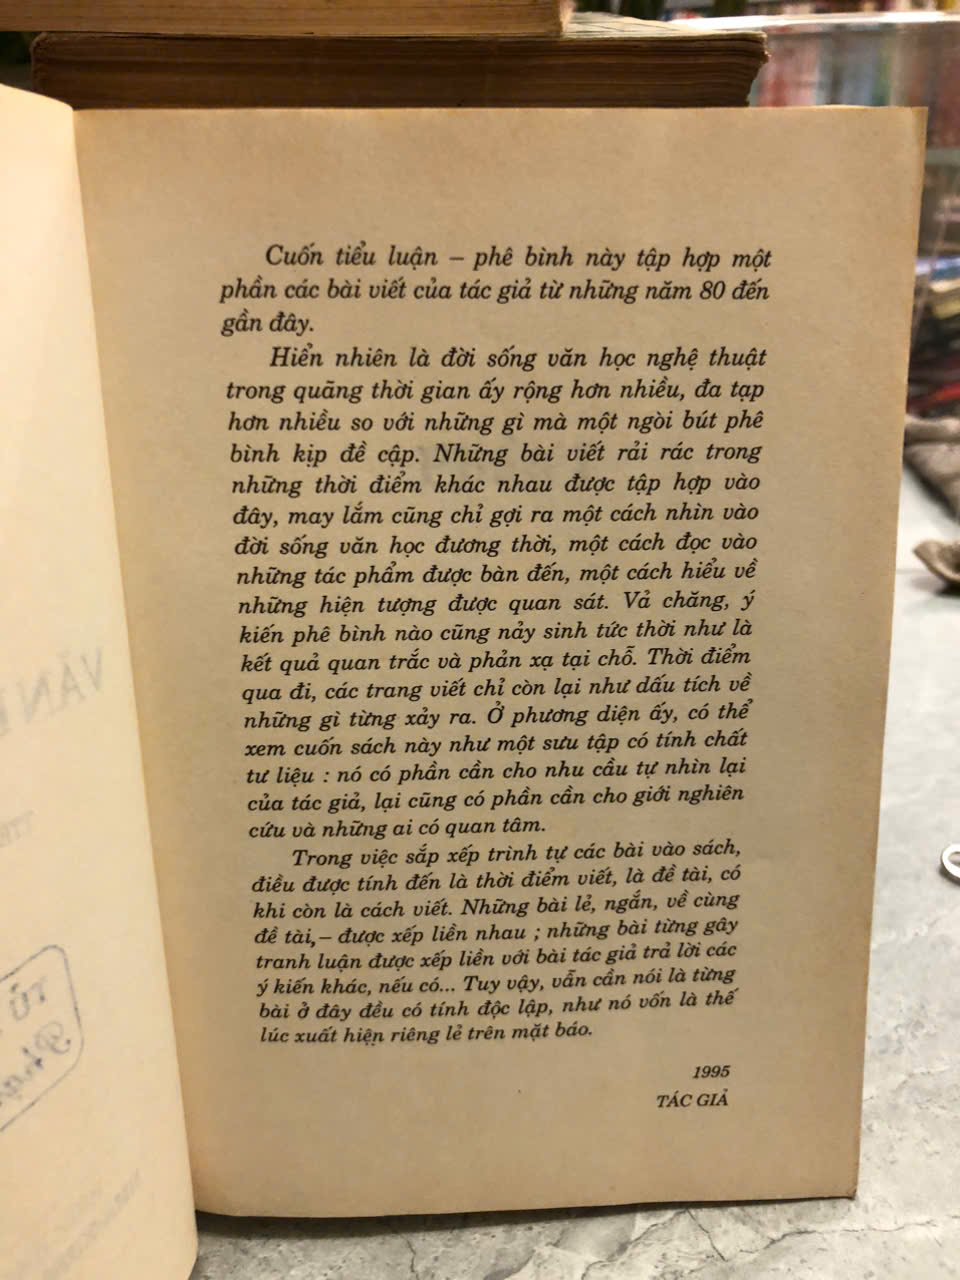 Cuốn tiểu luận – phê bình này tập hợp một
phần các bài viết của tác giả từ những năm 80 đến
gần đây.
Hiển nhiên là đời sống văn học nghệ thuật
trong quãng thời gian ấy rộng hơn nhiều, đa tạp
hơn nhiều so với những gì mà một ngòi bút phê
bình kịp đề cập. Những bài viết rải rác trong
những thời điểm khác nhau được tập hợp vào
đây, may lắm cũng chỉ gợi ra một cách nhìn vào
đời sống văn học đương thời, một cách đọc vào
những tác phẩm được bàn đến, một cách hiểu về
những hiện tượng được quan sát. Vả chăng, ý
kiến phê bình nào cũng nảy sinh tức thời như là
kết quả quan trắc và phản xạ tại chỗ. Thời điểm
qua đi, các trang viết chỉ còn lại như dấu tích về
những gì từng xảy ra. Ở phương diện ấy, có thể
xem cuốn sách này như một sưu tập có tính chất
tư liệu : nó có phần cần cho nhu cầu tự nhìn lại
của tác giả, lại cũng có phần cần cho giới nghiên
cứu và những ai có quan tâm.
Trong việc sắp xếp trình tự các bài vào sách,
điều được tính đến là thời điểm viết, là đề tài, có
khi còn là cách viết. Những bài lẻ, ngắn, về cùng
đề tài,– được xếp liền nhau ; những bài từng gây
tranh luận được xếp liền với bài tác giả trả lời các
ý kiến khác, nếu có... Tuy vậy, vẫn cần nói là từng
bài ở đây đều có tính độc lập, như nó vốn là thế
lúc xuất hiện riêng lẻ trên mặt báo.
1995
TÁC GIẢ